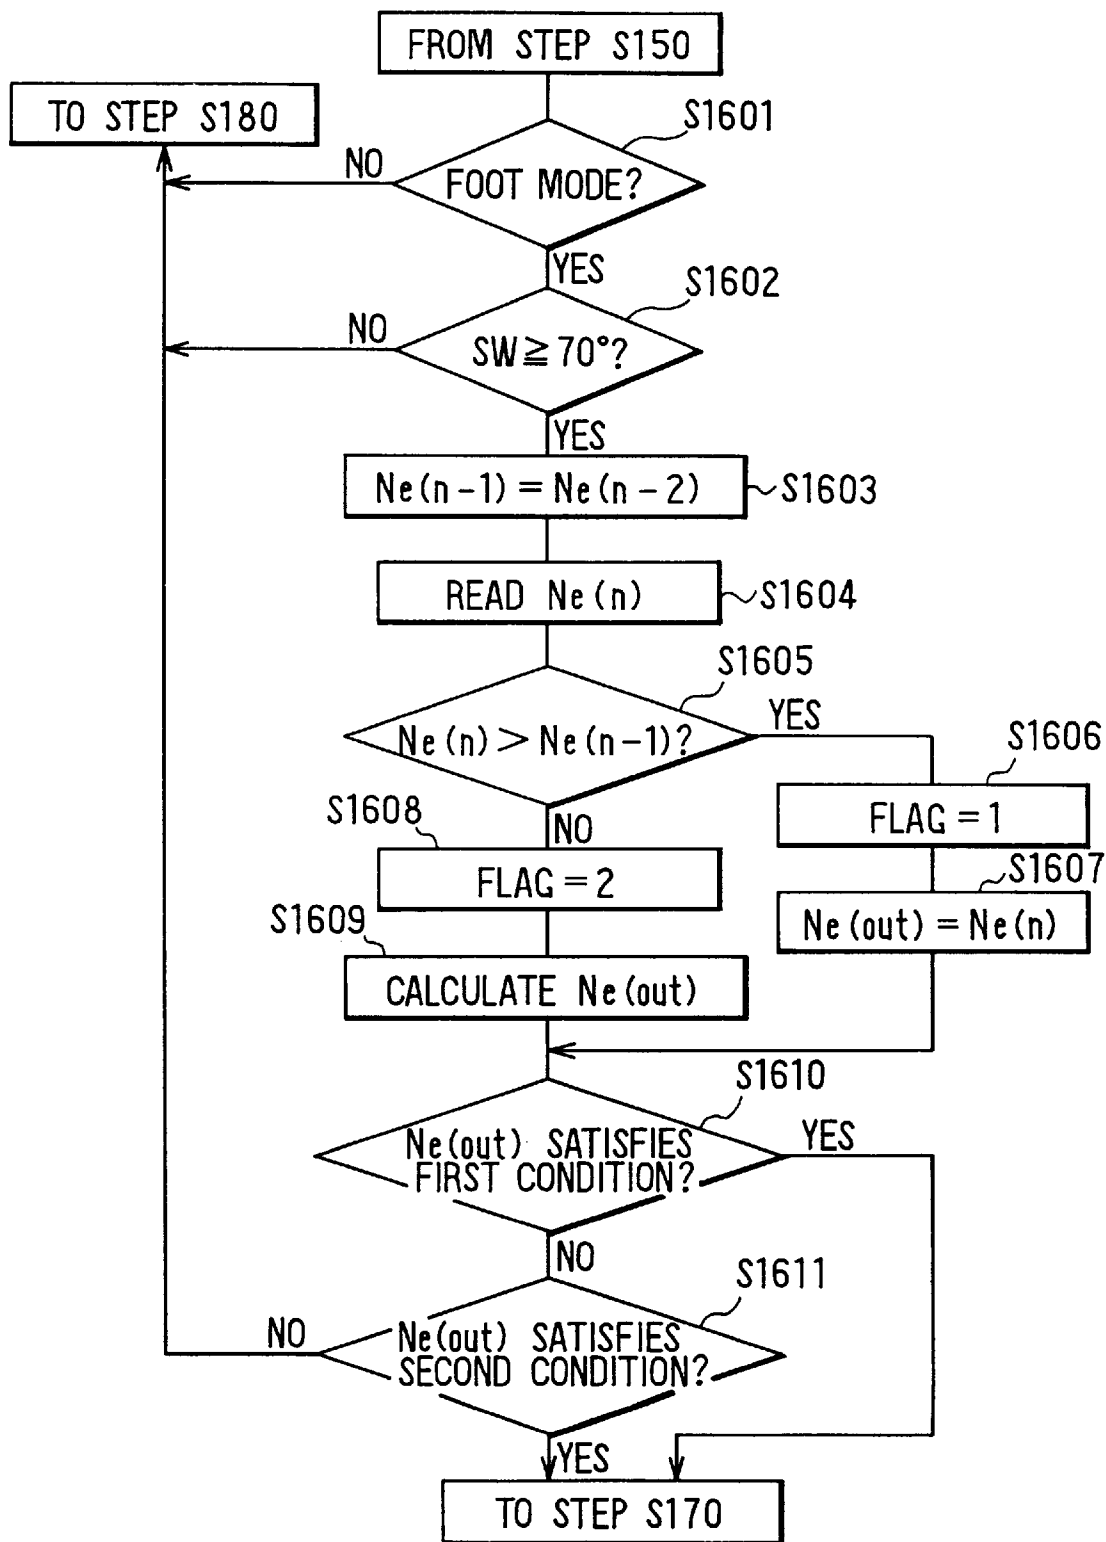 FROM STEP S150
TO STEP S180
S1601
NO
FOOT MODE?
YES
S1602
NO
SW≧70°?
YES
Ne(n-1)=Ne(n-2)
S1603
READ Ne(n)
S1604
S1605
Ne(n)>Ne(n-1)?
YES
S1606
FLAG=1
S1608
NO
FLAG=2
S1607
Ne(out)=Ne(n)
S1609
CALCULATE Ne(out)
S1610
Ne(out) SATISFIES
FIRST CONDITION?
YES
NO
S1611
NO
Ne(out) SATISFIES
SECOND CONDITION?
YES
TO STEP S170